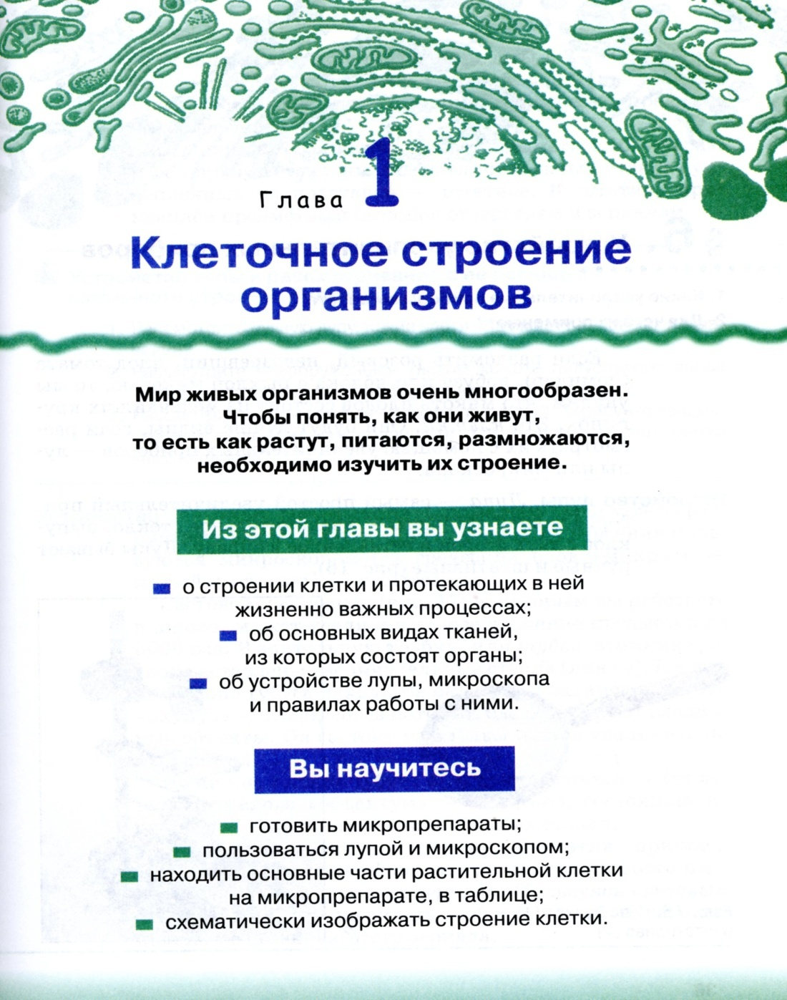 Глава 1
Клеточное строение
организмов
Мир живых организмов очень многообразен.
Чтобы понять, как они живут,
то есть как растут, питаются, размножаются,
необходимо изучить их строение.
Из этой главы вы узнаете
о строении клетки и протекающих в ней
жизненно важных процессах;
об основных видах тканей,
из которых состоят органы;
об устройстве лупы, микроскопа
и правилах работы с ними.
Вы научитесь
готовить микропрепараты;
пользоваться лупой и микроскопом;
находить основные части растительной клетки
на микропрепарате, в таблице;
схематически изображать строение клетки.